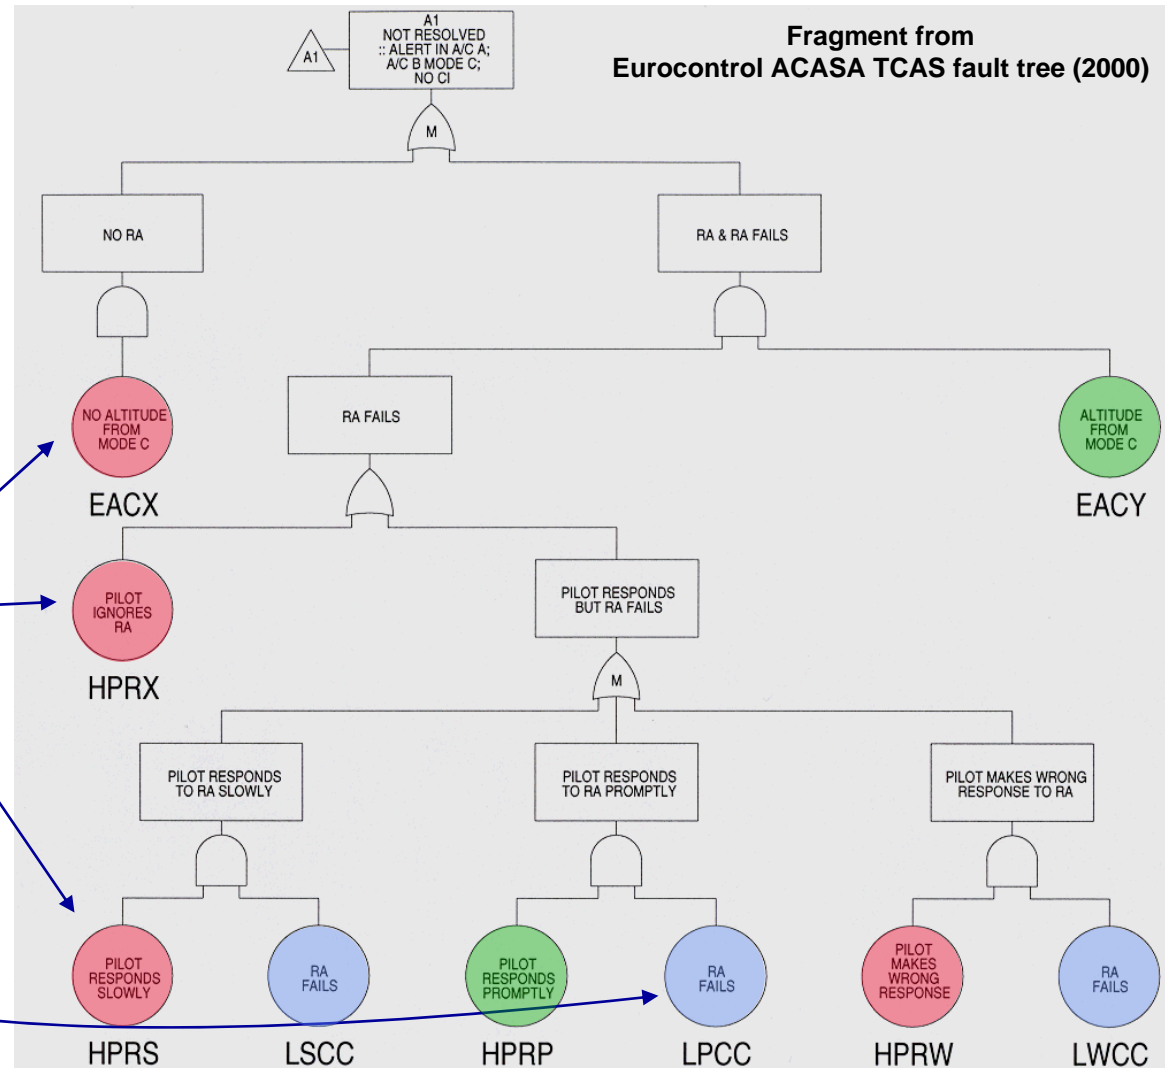 Fragment from
Eurocontrol ACASA TCAS fault tree (2000)
A1
A1
NOT RESOLVED
:: ALERT IN A/C A;
A/C B MODE C;
NO CI
M
NO RA
RA & RA FAILS
NO ALTITUDE
FROM
MODE C
EACX
RA FAILS
ALTITUDE
FROM
MODE C
EACY
PILOT
IGNORES
RA
HPRX
PILOT RESPONDS
BUT RA FAILS
M
PILOT RESPONDS
TO RA SLOWLY
PILOT RESPONDS
TO RA PROMPTLY
PILOT MAKES WRONG
RESPONSE TO RA
PILOT
RESPONDS
SLOWLY
HPRS
RA
FAILS
LSCC
PILOT
RESPONDS
PROMPTLY
HPRP
RA
FAILS
LPCC
PILOT
MAKES
WRONG
RESPONSE
HPRW
RA
FAILS
LWCC